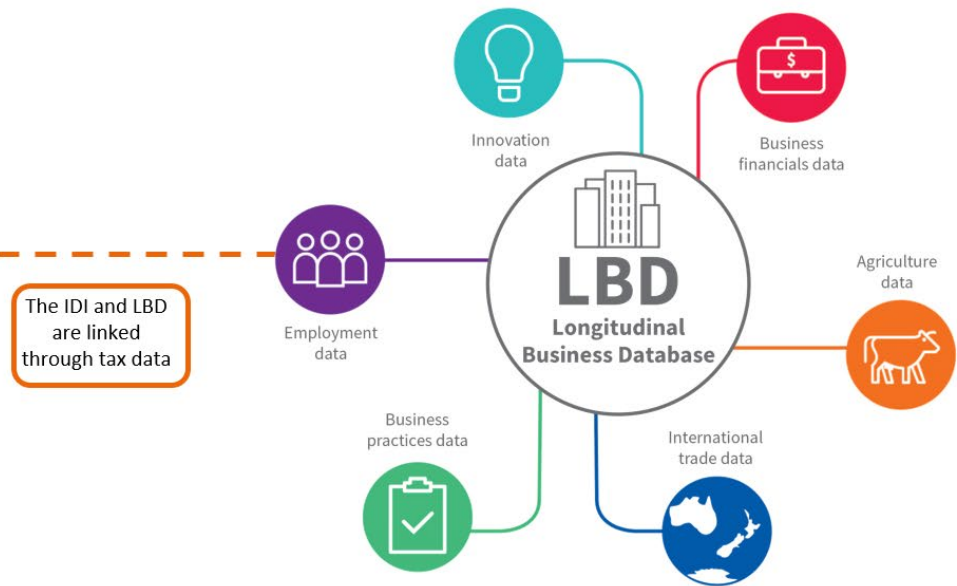 Innovation
data
$
Business
financials data
LBD
Longitudinal
Business Database
Agriculture
data
The IDI and LBD
are linked
through tax data
Employment
data
Business
practices data
International
trade data